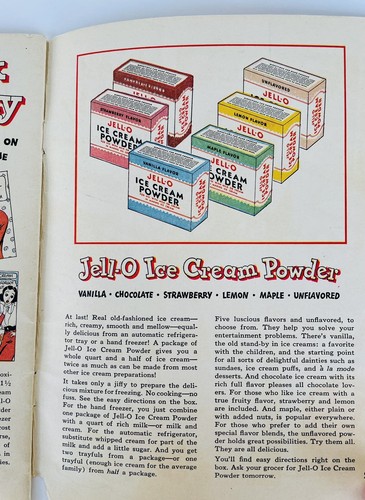 CHOCOLATE FLAVOR
UNFLAVORED
JELL-O
STRAWBERRY FLAVOR
JELL-O
ICE CREAM
POWDER
LEMON FLAVOR
JELL-O
MAPLE FLAVOR
JELL-O
ICE CREAM
POWDER
VANILLA FLAVOR
JELL-O
ICE CREAM
POWDER
ON
Jell-O Ice Cream Powder
VANILLA • CHOCOLATE • STRAWBERRY • LEMON • MAPLE • UNFLAVORED
At last! Real old-fashioned ice cream—
rich, creamy, smooth and mellow—equal-
ly delicious from an automatic refrigera-
tor tray or a hand freezer! A package of
Jell-O Ice Cream Powder gives you a
whole quart and a half of ice cream—
twice as much as can be made from most
other ice cream preparations!
It takes only a jiffy to prepare the deli-
cious mixture for freezing. No cooking—no
fuss. See the easy directions on the box.
For the hand freezer, you just combine
one package of Jell-O Ice Cream Powder
with a quart of rich milk—or milk and
cream. For the automatic refrigerator,
substitute whipped cream for part of the
milk and add a little sugar. And you get
two trayfuls from a package—or one
trayful (enough ice cream for the average
family) from half a package.
Five luscious flavors and unflavored, to
choose from. They help you solve your
entertainment problems. There's vanilla,
the old stand-by in ice creams: a favorite
with the children, and the starting point
for all sorts of delightful dainties such as
sundaes, ice cream puffs, and à la mode
desserts. And chocolate ice cream with its
rich full flavor pleases all chocolate lov-
ers. For those who like ice cream with a
true fruity flavor, strawberry and lemon
are included. And maple, either plain or
with added nuts, is popular everywhere.
For those who prefer to add their own
special flavor blends, the unflavored pow-
der holds great possibilities. Try them all.
They are all delicious.
You'll find easy directions right on the
box. Ask your grocer for Jell-O Ice Cream
Powder tomorrow.